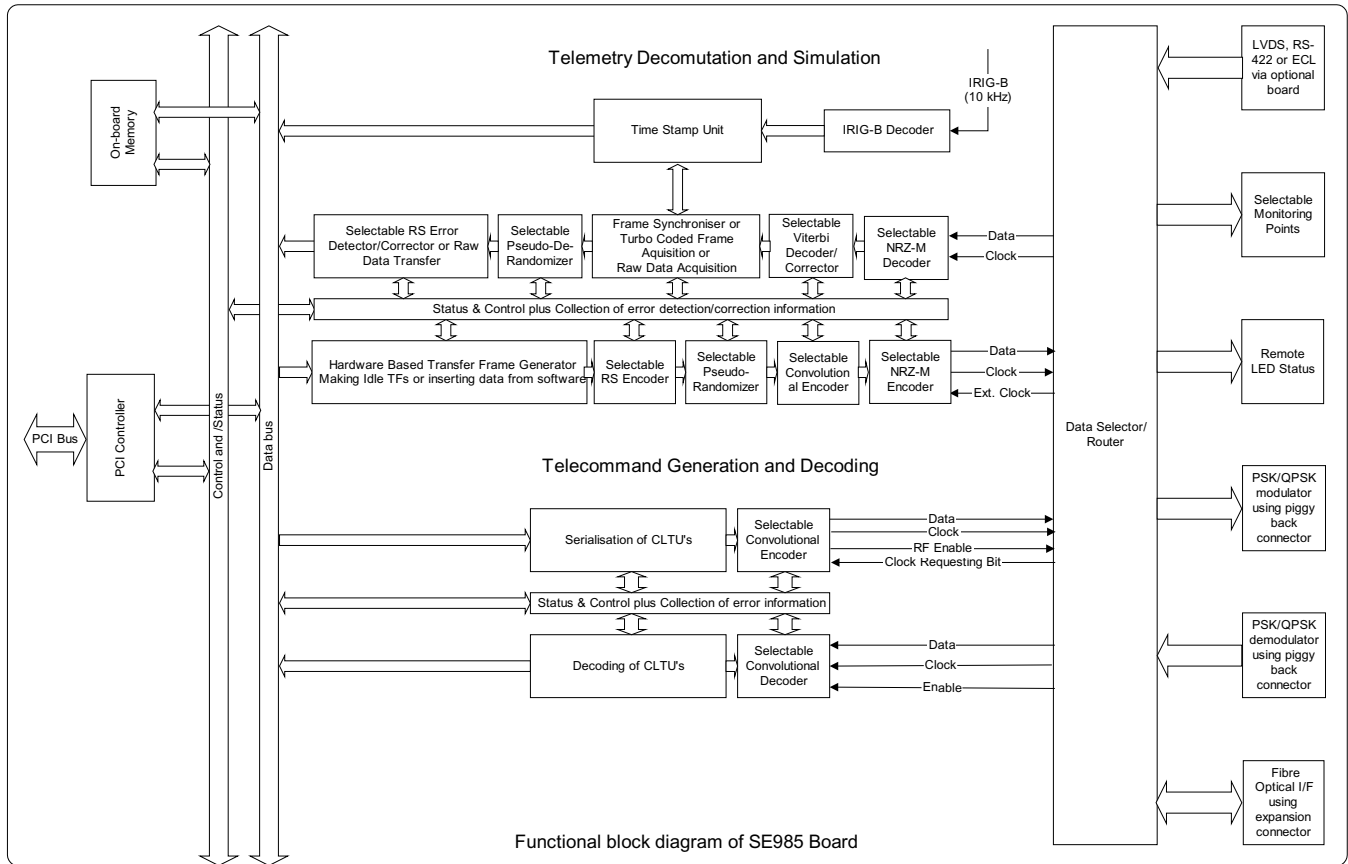 Telemetry Decomutation and Simulation
IRIG-B
(10 kHz)
LVDS, RS-
422 or ECL
via optional
board
On-board
Memory
Time Stamp Unit
IRIG-B Decoder
Selectable
Monitoring
Points
Selectable RS Error
Detector/Corrector or Raw
Data Transfer
Selectable
Pseudo-De-
Randomizer
Frame Synchroniser or
Turbo Coded Frame
Aquisition or
Raw Data Acquisition
Selectable
Viterbi
Decoder/
Corrector
Selectable
NRZ-M
Decoder
Data
Clock
Status & Control plus Collection of error detection/correction information
Hardware Based Transfer Frame Generator
Making Idle TFs or inserting data from software
Selectable
RS Encoder
Selectable
Pseudo-
Randomizer
Selectable
Convolution
al Encoder
Selectable
NRZ-M
Encoder
Data
Clock
Ext. Clock
Remote
LED Status
PCI Bus
PCI Controller
Control and /Status
Data bus
Data Selector/
Router
Telecommand Generation and Decoding
PSK/QPSK
modulator
using piggy
back
connector
Serialisation of CLTU's
Selectable
Convolutional
Encoder
Data
Clock
RF Enable
Clock Requesting Bit
Status & Control plus Collection of error information
Decoding of CLTU's
Selectable
Convolutional
Decoder
Data
Clock
Enable
PSK/QPSK
demodulator
using piggy
back
connector
Fibre
Optical I/F
using
expansion
connector
Functional block diagram of SE985 Board